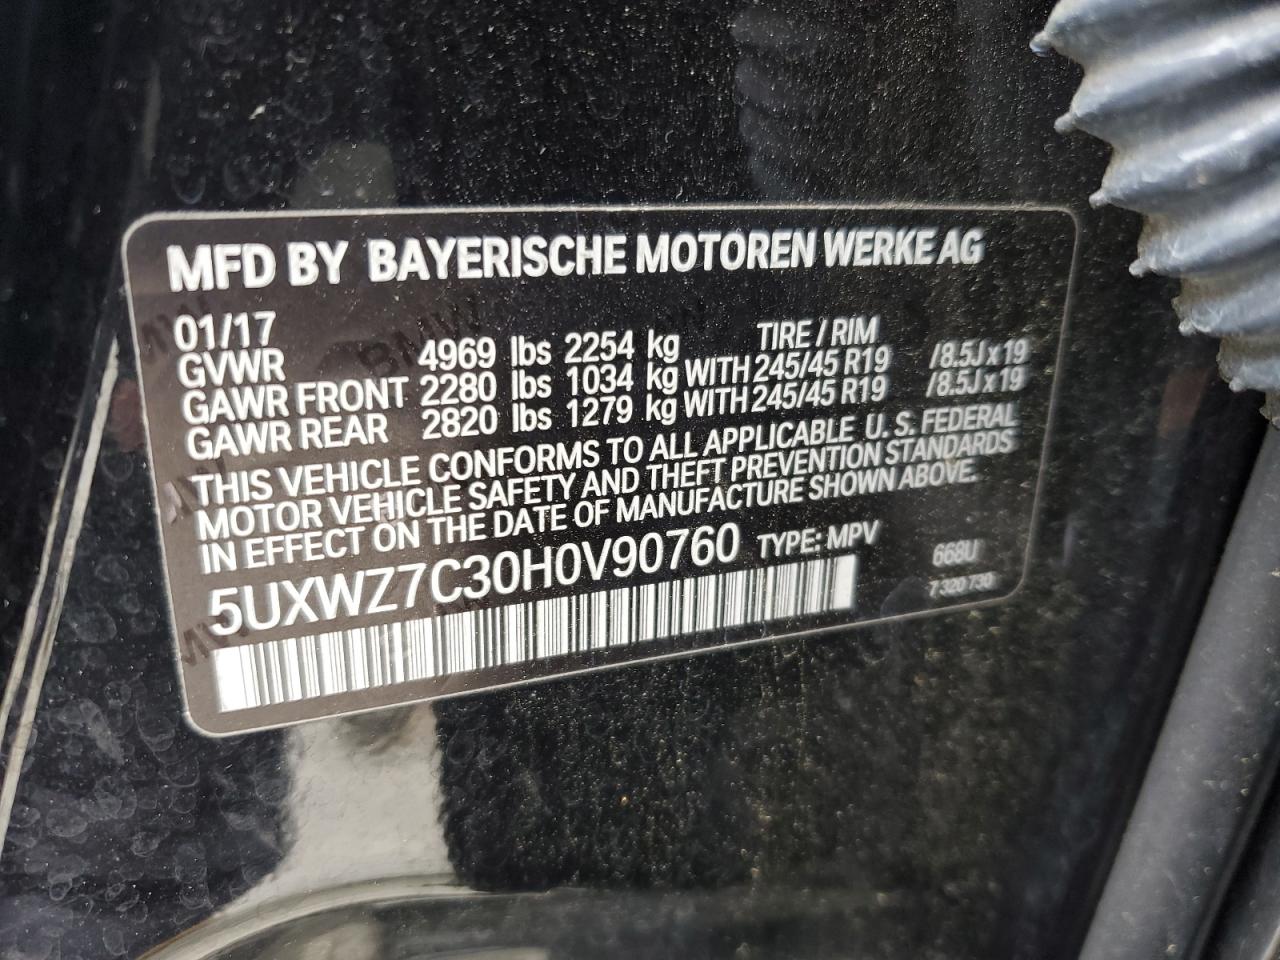 MFD BY BAYERISCHE MOTOREN WERKE AG
01/17 TIRE / RIM
GVWR 4969 lbs 2254 kg
GAWR FRONT 2280 lbs 1034 kg WITH 245/45 R19 /8.5J x 19
GAWR REAR 2820 lbs 1279 kg WITH 245/45 R19 /8.5J x 19
THIS VEHICLE CONFORMS TO ALL APPLICABLE U. S. FEDERAL
MOTOR VEHICLE SAFETY AND THEFT PREVENTION STANDARDS
IN EFFECT ON THE DATE OF MANUFACTURE SHOWN ABOVE.
5UXWZ7C30H0V90760 TYPE: MPV 668U
7 320 730